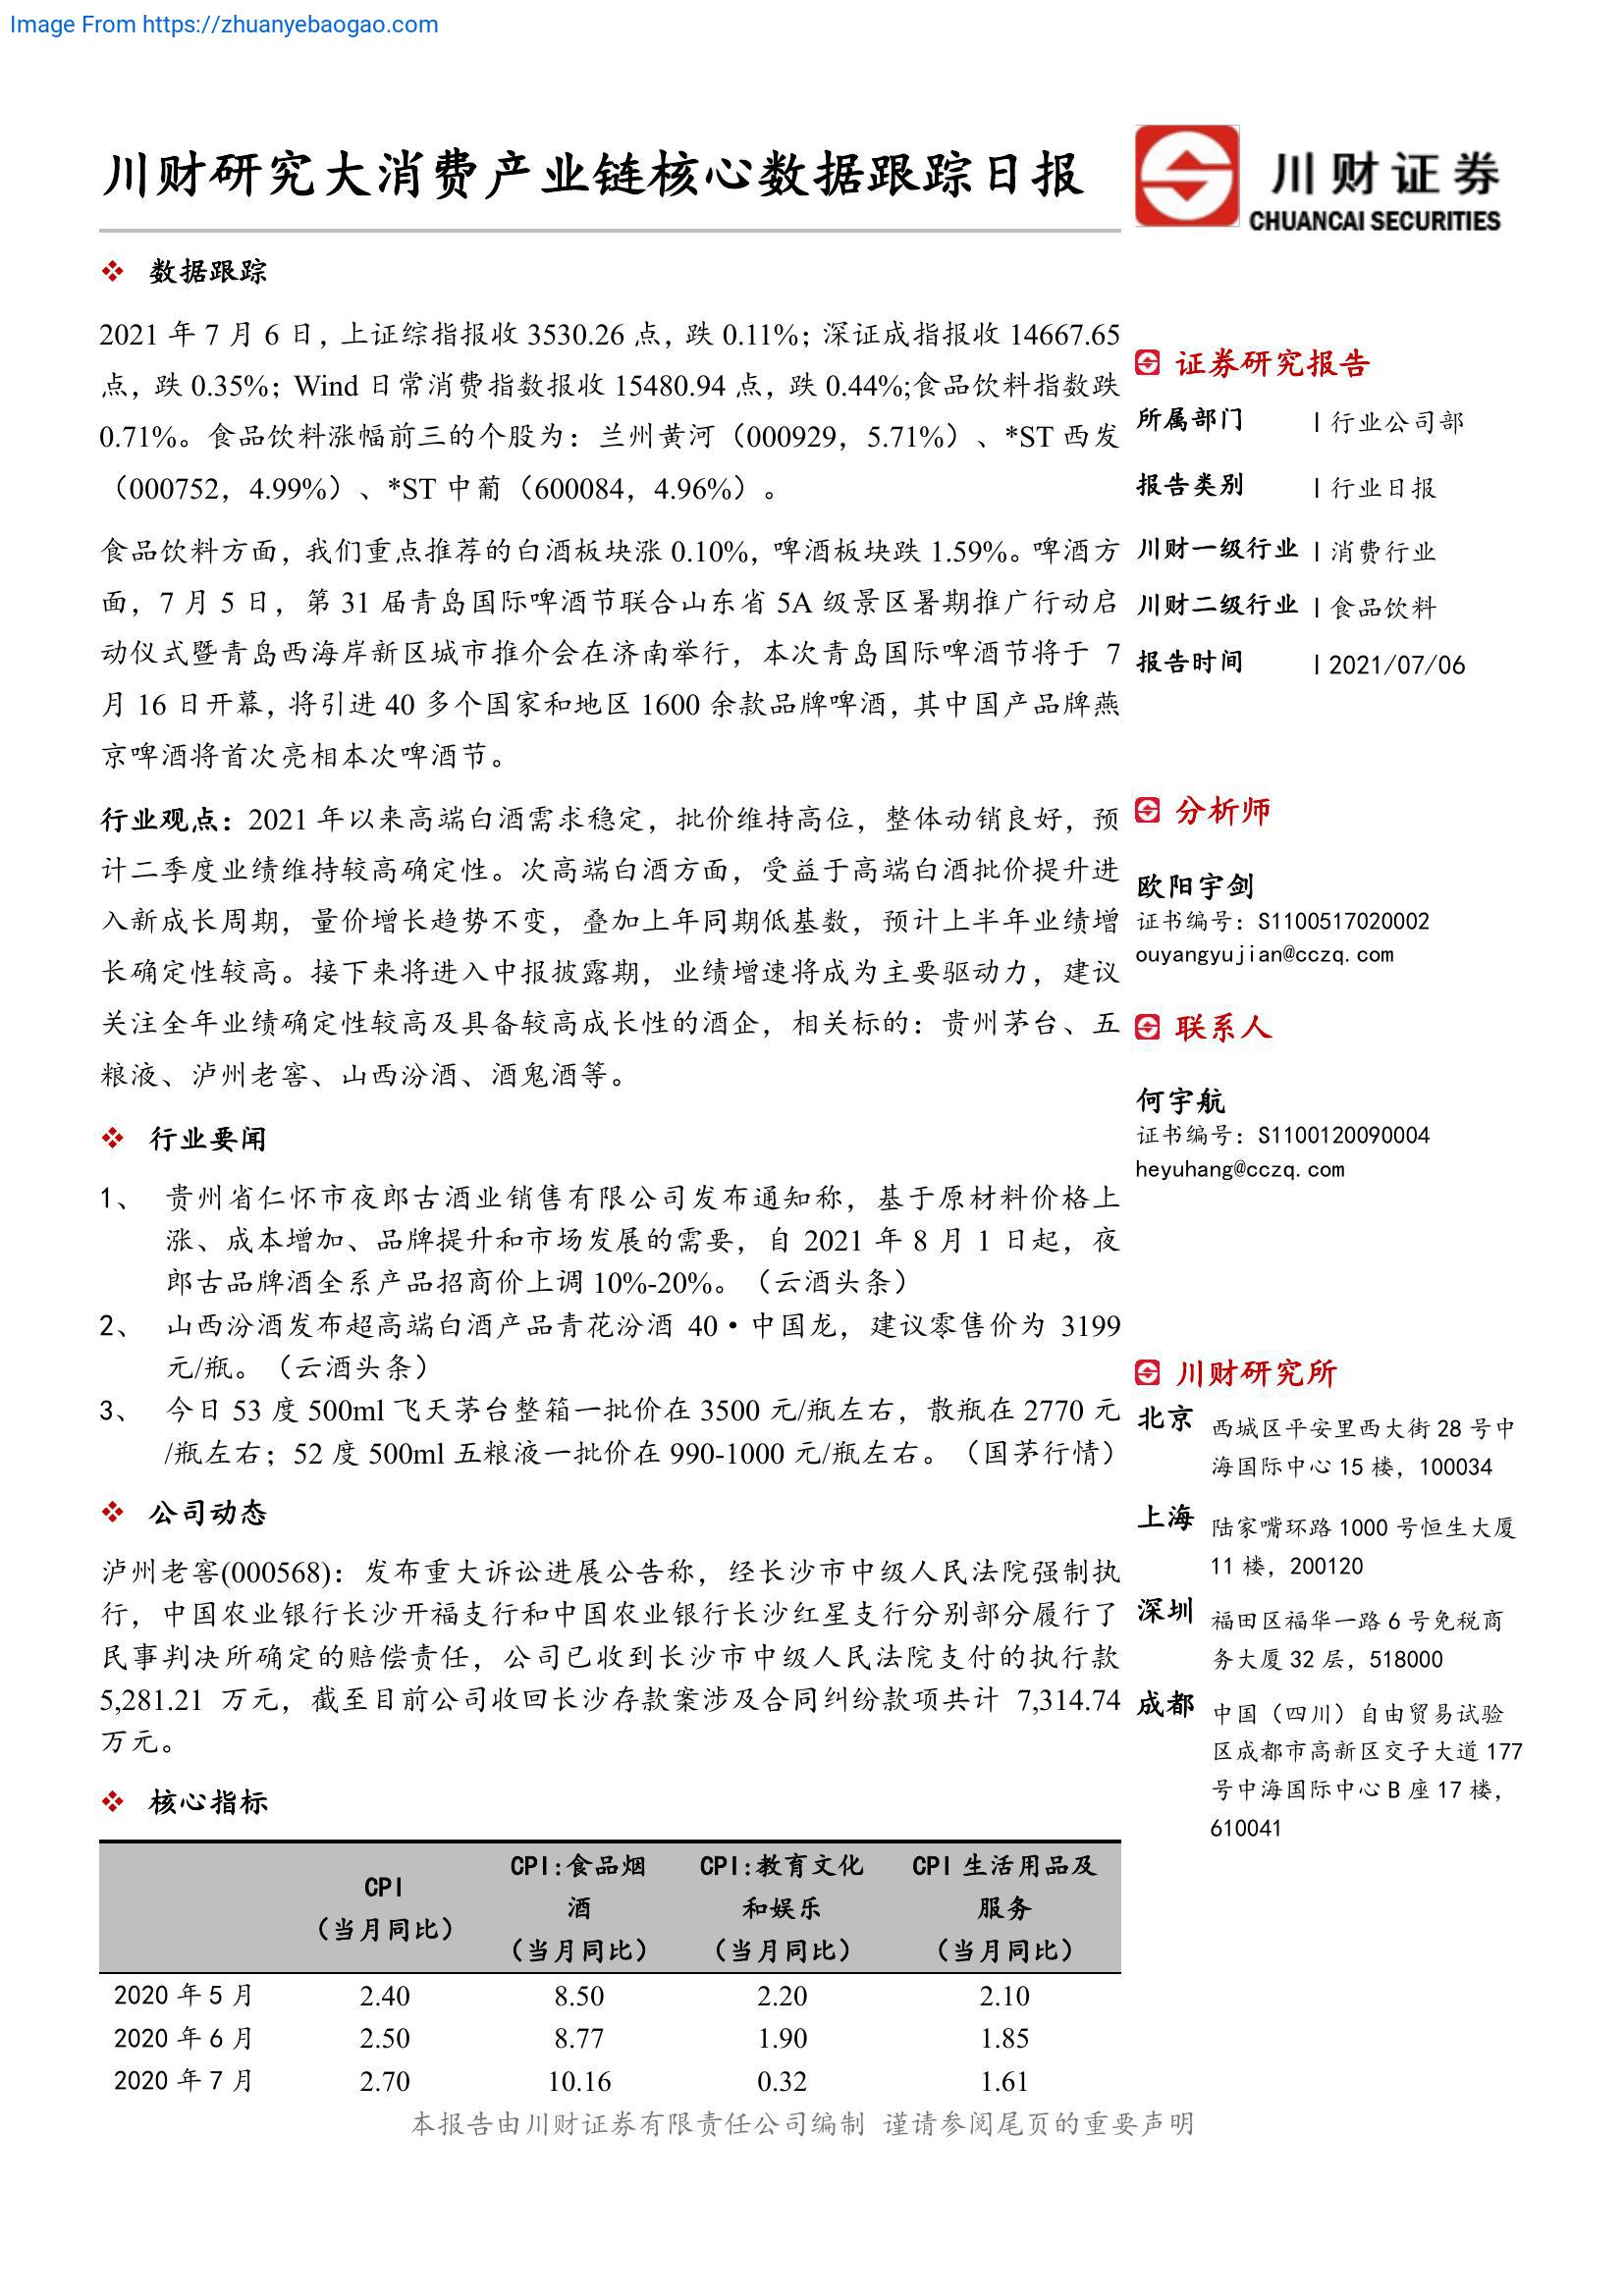 Image From https://zhuanyebaogao.com
川财研究大消费产业链核心数据跟踪日报
川财证券
CHUANCAI SECURITIES
数据跟踪
2021 年 7 月 6 日，上证综指报收 3530.26 点，跌 0.11%；深证成指报收 14667.65
点，跌 0.35%；Wind 日常消费指数报收 15480.94 点，跌 0.44%;食品饮料指数跌
0.71%。食品饮料涨幅前三的个股为：兰州黄河（000929，5.71%）、*ST 西发
（000752，4.99%）、*ST 中葡（600084，4.96%）。
食品饮料方面，我们重点推荐的白酒板块涨 0.10%，啤酒板块跌 1.59%。啤酒方
面，7 月 5 日，第 31 届青岛国际啤酒节联合山东省 5A 级景区暑期推广行动启
动仪式暨青岛西海岸新区城市推介会在济南举行，本次青岛国际啤酒节将于 7
月 16 日开幕，将引进 40 多个国家和地区 1600 余款品牌啤酒，其中国产品牌燕
京啤酒将首次亮相本次啤酒节。
行业观点：2021 年以来高端白酒需求稳定，批价维持高位，整体动销良好，预
计二季度业绩维持较高确定性。次高端白酒方面，受益于高端白酒批价提升进
入新成长周期，量价增长趋势不变，叠加上年同期低基数，预计上半年业绩增
长确定性较高。接下来将进入中报披露期，业绩增速将成为主要驱动力，建议
关注全年业绩确定性较高及具备较高成长性的酒企，相关标的：贵州茅台、五
粮液、泸州老窖、山西汾酒、酒鬼酒等。
行业要闻
1、 贵州省仁怀市夜郎古酒业销售有限公司发布通知称，基于原材料价格上
涨、成本增加、品牌提升和市场发展的需要，自 2021 年 8 月 1 日起，夜
郎古品牌酒全系产品招商价上调 10%-20%。（云酒头条）
2、 山西汾酒发布超高端白酒产品青花汾酒 40·中国龙，建议零售价为 3199
元/瓶。（云酒头条）
3、 今日 53 度 500ml 飞天茅台整箱一批价在 3500 元/瓶左右，散瓶在 2770 元
/瓶左右；52 度 500ml 五粮液一批价在 990-1000 元/瓶左右。（国茅行情）
公司动态
泸州老窖(000568)：发布重大诉讼进展公告称，经长沙市中级人民法院强制执
行，中国农业银行长沙开福支行和中国农业银行长沙红星支行分别部分履行了
民事判决所确定的赔偿责任，公司已收到长沙市中级人民法院支付的执行款
5,281.21 万元，截至目前公司收回长沙存款案涉及合同纠纷款项共计 7,314.74
万元。
核心指标
CPI
（当月同比）
CPI:食品烟
酒
（当月同比）
CPI:教育文化
和娱乐
（当月同比）
CPI 生活用品及
服务
（当月同比）
2020 年 5 月 2.40 8.50 2.20 2.10
2020 年 6 月 2.50 8.77 1.90 1.85
2020 年 7 月 2.70 10.16 0.32 1.61
证券研究报告
所属部门 | 行业公司部
报告类别 | 行业日报
川财一级行业 | 消费行业
川财二级行业 | 食品饮料
报告时间 | 2021/07/06
分析师
欧阳宇剑
证书编号：S1100517020002
ouyangyujian@cczq.com
联系人
何宇航
证书编号：S1100120090004
heyuhang@cczq.com
川财研究所
北京 西城区平安里西大街 28 号中
海国际中心 15 楼，100034
上海 陆家嘴环路 1000 号恒生大厦
11 楼，200120
深圳 福田区福华一路 6 号免税商
务大厦 32 层，518000
成都 中国（四川）自由贸易试验
区成都市高新区交子大道 177
号中海国际中心 B 座 17 楼，
610041
本报告由川财证券有限责任公司编制 谨请参阅尾页的重要声明